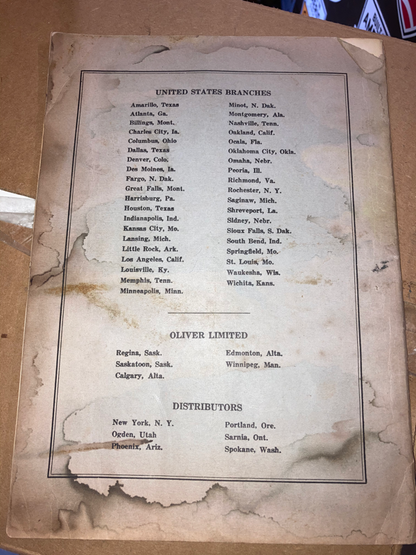 UNITED STATES BRANCHES
Amarillo, Texas
Atlanta, Ga.
Billings, Mont.
Charles City, Ia.
Columbus, Ohio
Dallas, Texas
Denver, Colo.
Des Moines, Ia.
Fargo, N. Dak.
Great Falls, Mont.
Harrisburg, Pa.
Houston, Texas
Indianapolis, Ind.
Kansas City, Mo.
Lansing, Mich.
Little Rock, Ark.
Los Angeles, Calif.
Louisville, Ky.
Memphis, Tenn.
Minneapolis, Minn.
Minot, N. Dak.
Montgomery, Ala.
Nashville, Tenn.
Oakland, Calif.
Ocala, Fla.
Oklahoma City, Okla.
Omaha, Nebr.
Peoria, Ill.
Richmond, Va.
Rochester, N. Y.
Saginaw, Mich.
Shreveport, La.
Sidney, Nebr.
Sioux Falls, S. Dak.
South Bend, Ind.
Springfield, Mo.
St. Louis, Mo.
Waukesha, Wis.
Wichita, Kans.
OLIVER LIMITED
Regina, Sask.
Saskatoon, Sask.
Calgary, Alta.
Edmonton, Alta.
Winnipeg, Man.
DISTRIBUTORS
New York, N. Y.
Ogden, Utah
Phoenix, Ariz.
Portland, Ore.
Sarnia, Ont.
Spokane, Wash.